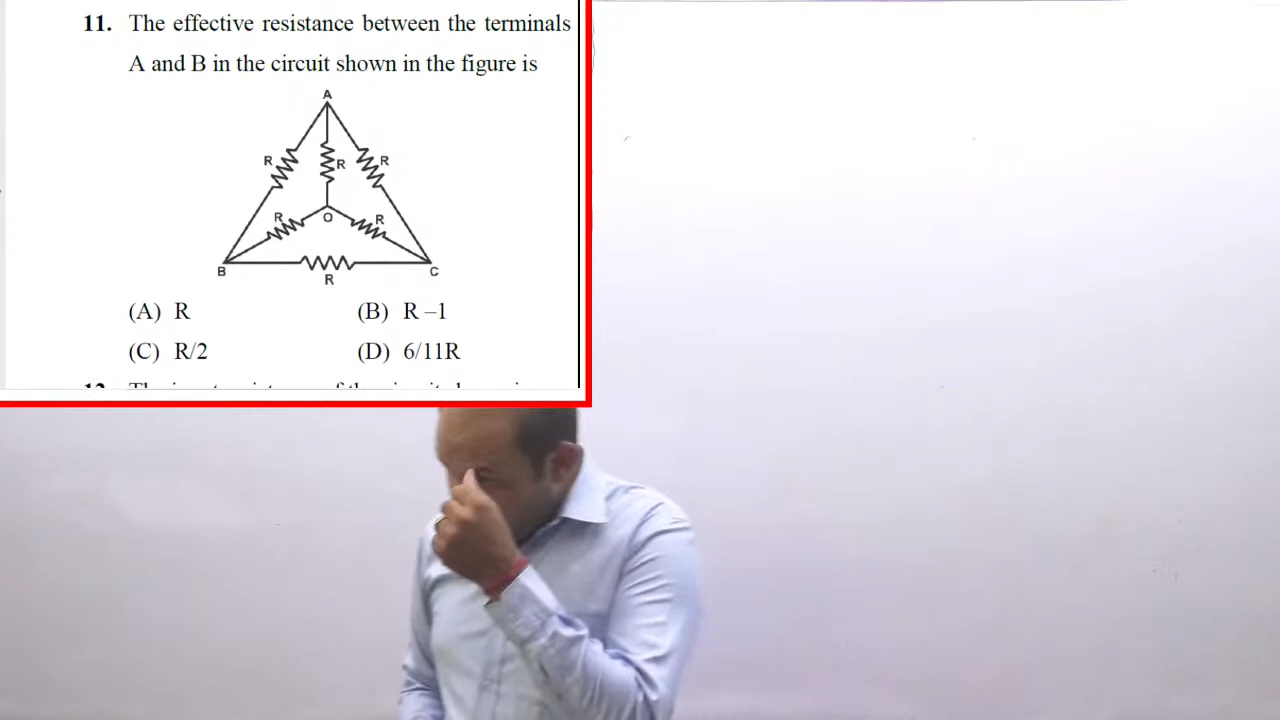 11. The effective resistance between the terminals
A and B in the circuit shown in the figure is
A
R
R
R
R
O
R
B
R
C
(A) R
(B) R –1
(C) R/2
(D) 6/11R